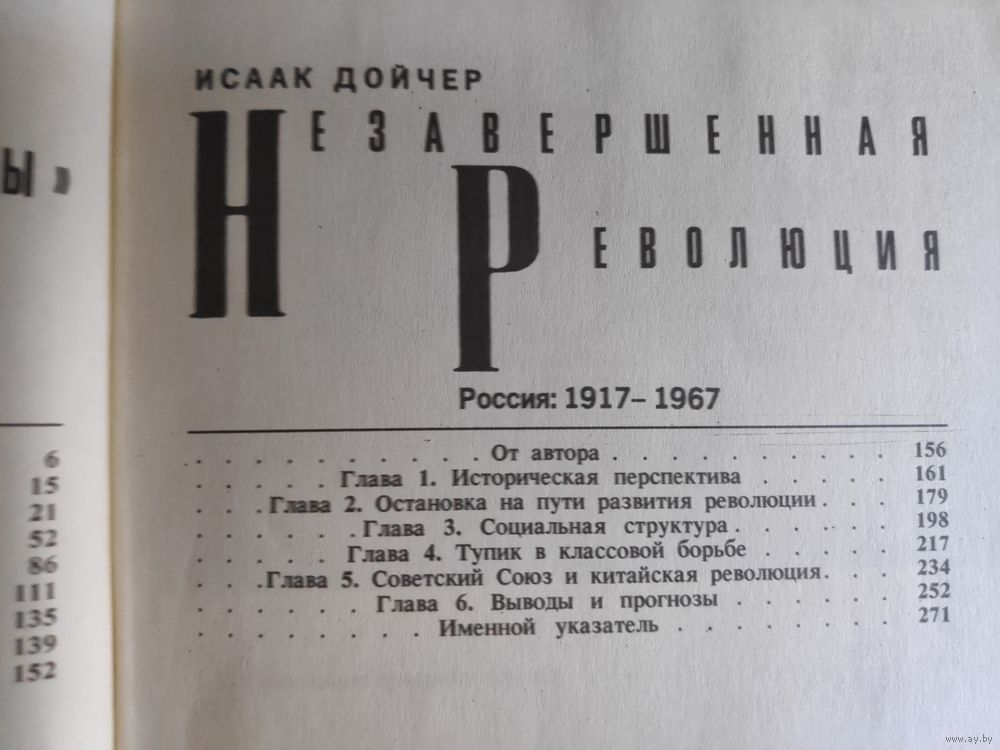 ИСААК ДОЙЧЕР
НЕЗАВЕРШЕННАЯ
РЕВОЛЮЦИЯ
Россия: 1917– 1967
От автора 156
Глава 1. Историческая перспектива 161
Глава 2. Остановка на пути развития революции 179
Глава 3. Социальная структура 198
Глава 4. Тупик в классовой борьбе 217
Глава 5. Советский Союз и китайская революция 234
Глава 6. Выводы и прогнозы 252
Именной указатель 271
Ы»
6
15
21
52
86
111
135
139
152
www.ay.by